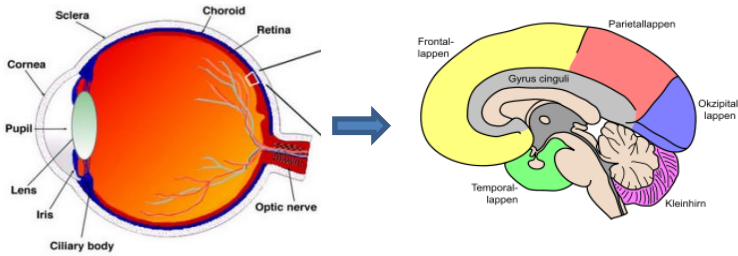 Choroid
Sclera
Retina
Cornea
Pupil
Lens
Iris
Ciliary body
Optic nerve
Frontal-
lappen
Parietallappen
Gyrus cinguli
Okzipital
lappen
Temporal-
lappen
Kleinhirn